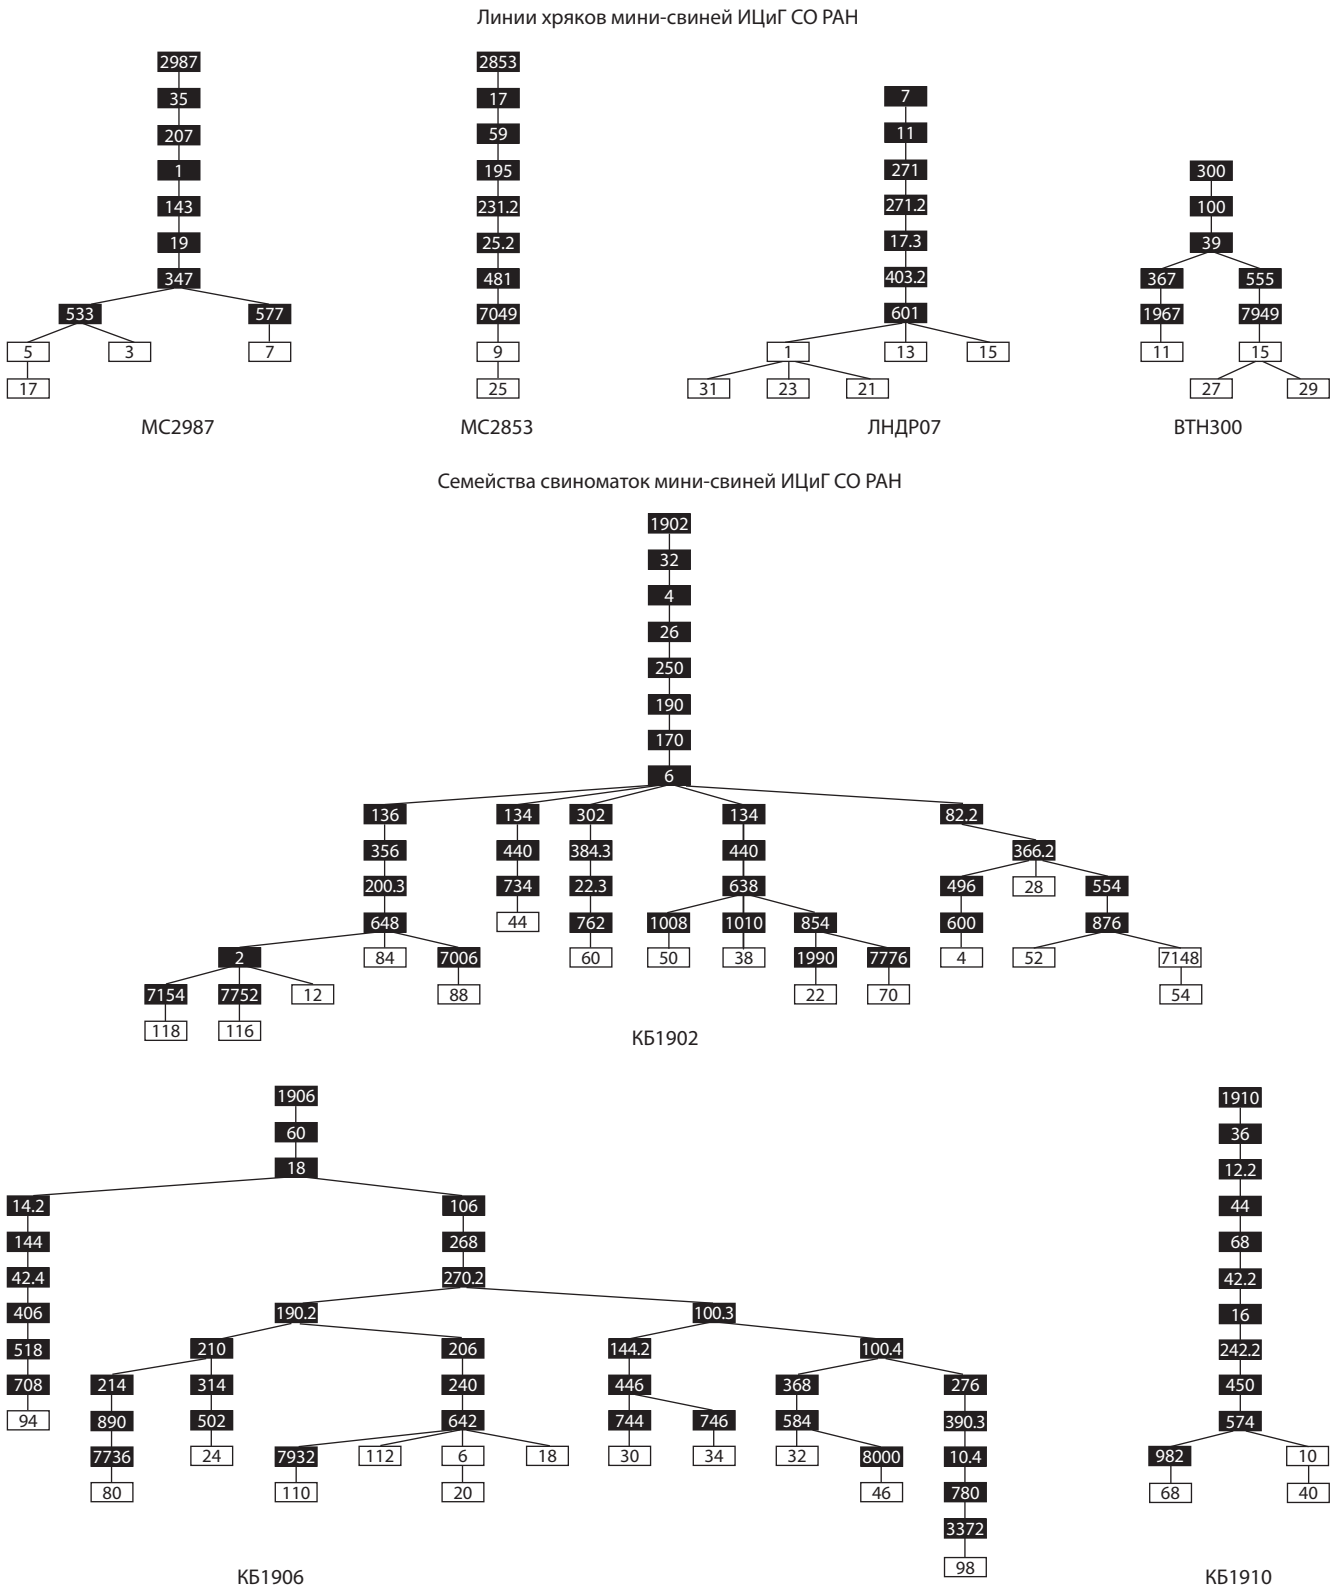 Линии хряков мини-свиней ИЦиГ СО РАН
2987 2853
35 17 7
207 59 11
1 195 271 300
143 231.2 271.2 100
19 25.2 17.3 39
347 481 403.2 367 555
533 577 7049 601 1967 7949
5 3 7 9 1 13 15 11 15
17 25 31 23 21 27 29
МС2987 МС2853 ЛНДР07 ВТН300
Семейства свиноматок мини-свиней ИЦиГ СО РАН
1902
32
4
26
250
190
170
6
136 134 302 134 82.2
356 440 384.3 440 366.2
200.3 734 22.3 638 496 28 554
648 44 762 1008 1010 854 600 876
2 84 7006 60 50 38 1990 7776 4 52 7148
7154 7752 12 88 22 70 54
118 116
КБ1902
1906 1910
60 36
18 12.2
14.2 106 44
144 268 68
42.4 270.2 42.2
406 190.2 100.3 16
518 210 206 144.2 100.4 242.2
708 214 314 240 446 368 276 450
94 890 502 642 744 746 584 390.3 574
7736 24 7932 112 6 18 30 34 32 8000 10.4 982 10
80 110 20 46 780 68 40
3372
98
КБ1906 КБ1910